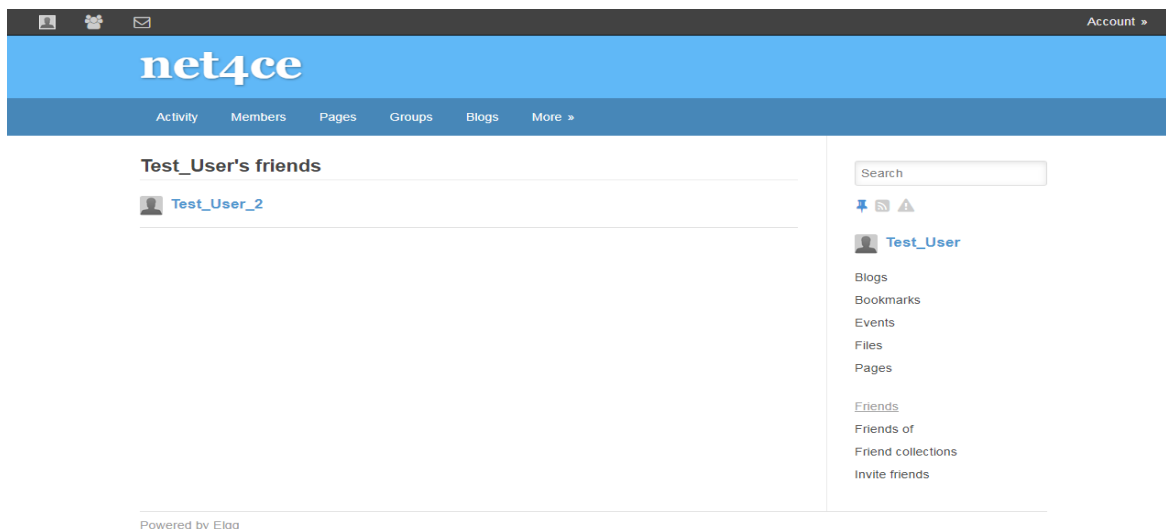 Account »
net4ce
Activity Members Pages Groups Blogs More »
Test_User's friends
Test_User_2
Search
Test_User
Blogs
Bookmarks
Events
Files
Pages
Friends
Friends of
Friend collections
Invite friends
Powered by Elgg